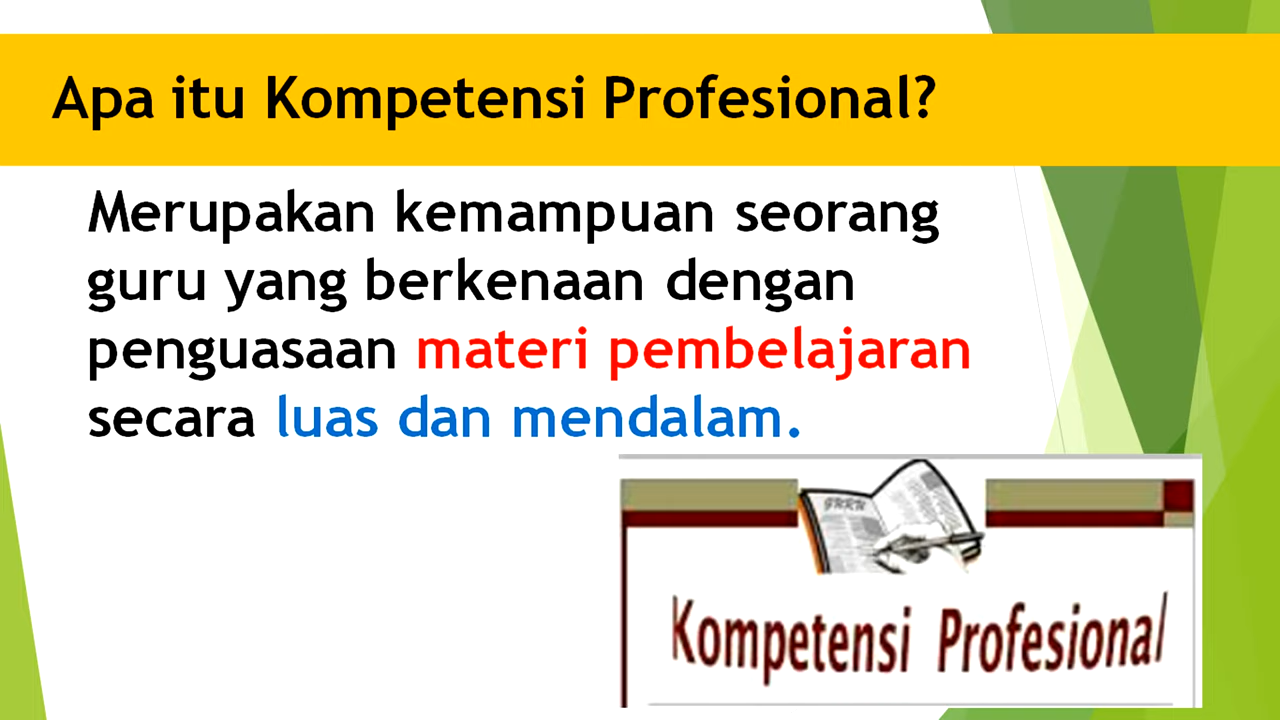 Apa itu Kompetensi Profesional?
Merupakan kemampuan seorang
guru yang berkenaan dengan
penguasaan materi pembelajaran
secara luas dan mendalam.
Kompetensi Profesional